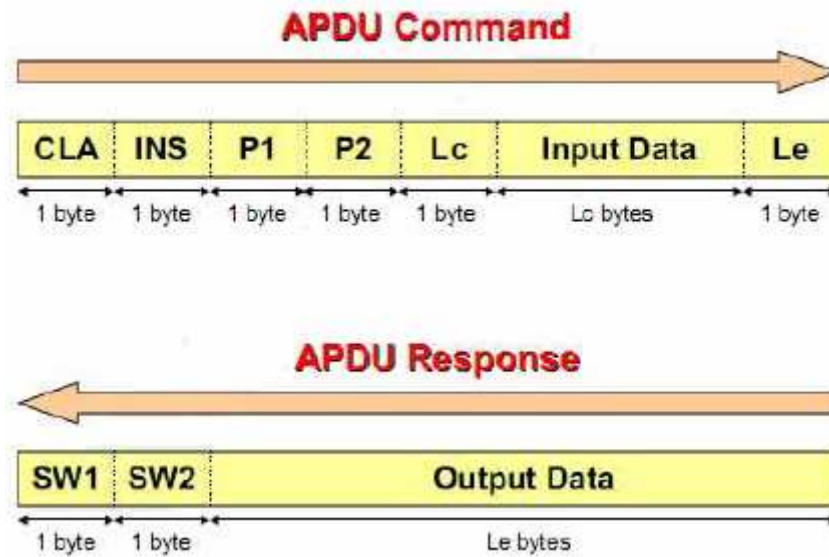 APDU Command
CLA INS P1 P2 Lc Input Data Le
1 byte 1 byte 1 byte 1 byte 1 byte Lc bytes 1 byte
APDU Response
SW1 SW2 Output Data
1 byte 1 byte Le bytes